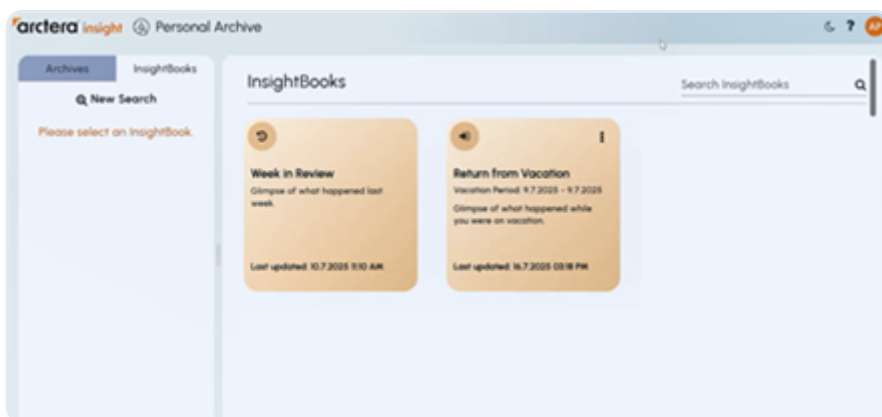 arctera insight Personal Archive
? AP
Archives InsightBooks
New Search
Please select an InsightBook.
InsightBooks
Search InsightBooks
Week in Review
Glimpse of what happened last
week.
Last updated: 10.7.2025 11:10 AM
Return from Vacation
Vacation Period: 9.7.2025 - 9.7.2025
Glimpse of what happened while
you were on vacation.
Last updated: 16.7.2025 03:18 PM